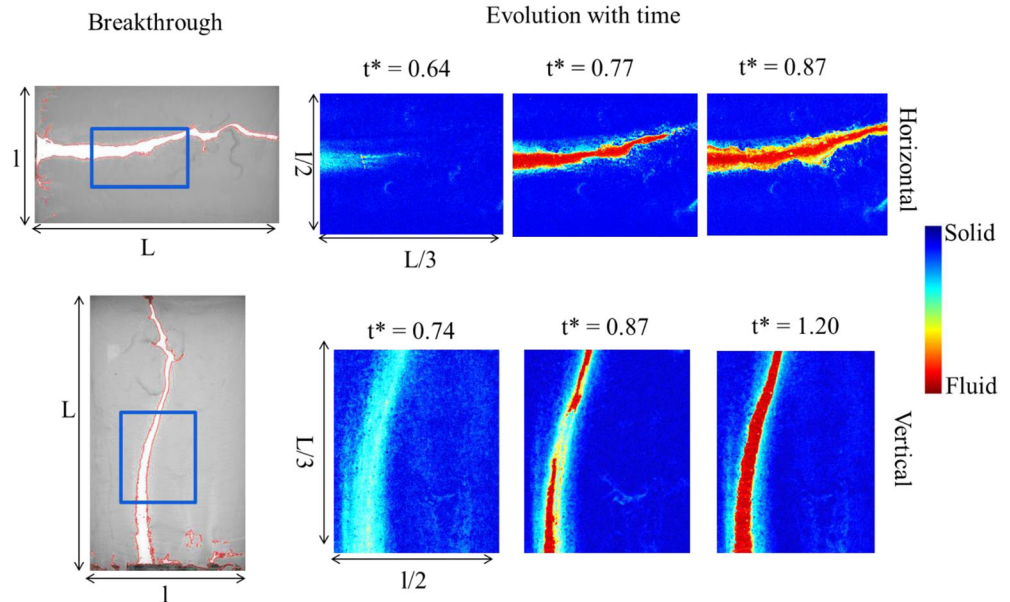 Breakthrough
Evolution with time
t* = 0.64
t* = 0.77
t* = 0.87
l
L
l/2
L/3
Horizontal
Solid
Fluid
t* = 0.74
t* = 0.87
t* = 1.20
L
l
L/3
l/2
Vertical